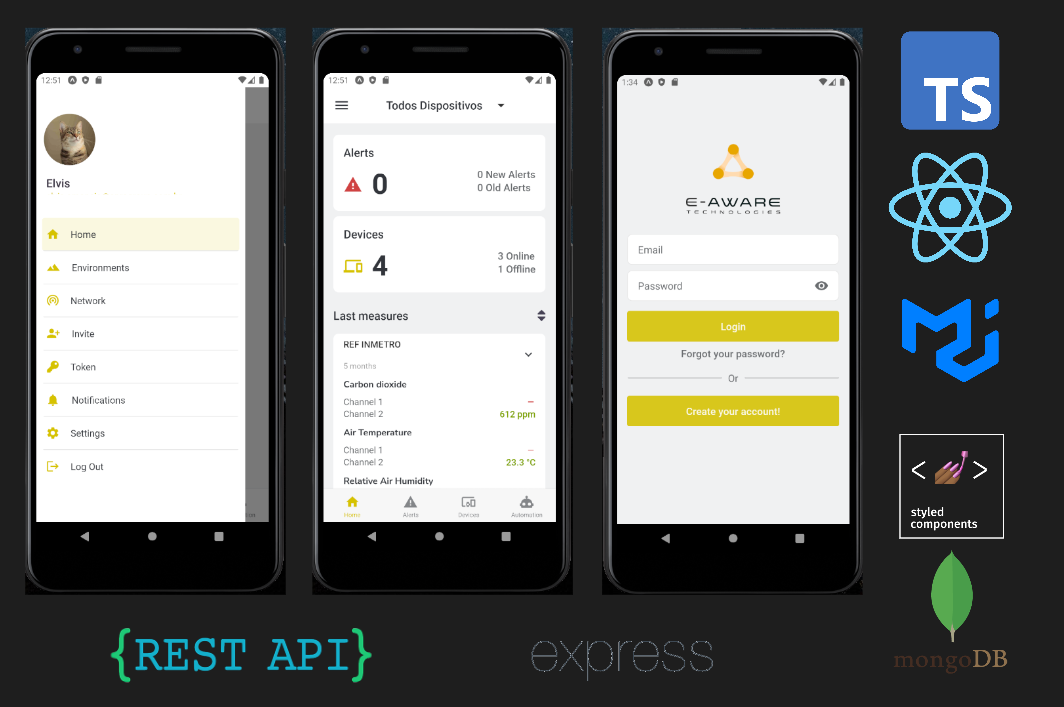 12:51
Elvis
Home
Environments
Network
Invite
Token
Notifications
Settings
Log Out
12:51
Todos Dispositivos
Alerts
0
0 New Alerts
0 Old Alerts
Devices
4
3 Online
1 Offline
Last measures
REF INMETRO
5 months
Carbon dioxide
Channel 1 –
Channel 2 612 ppm
Air Temperature
Channel 1 –
Channel 2 23.3 °C
Relative Air Humidity
Home Alerts Devices Automation
1:34
E-AWARE
TECHNOLOGIES
Email
Password
Login
Forgot your password?
Or
Create your account!
TS
< >
styled
components
mongoDB
{REST API}
express